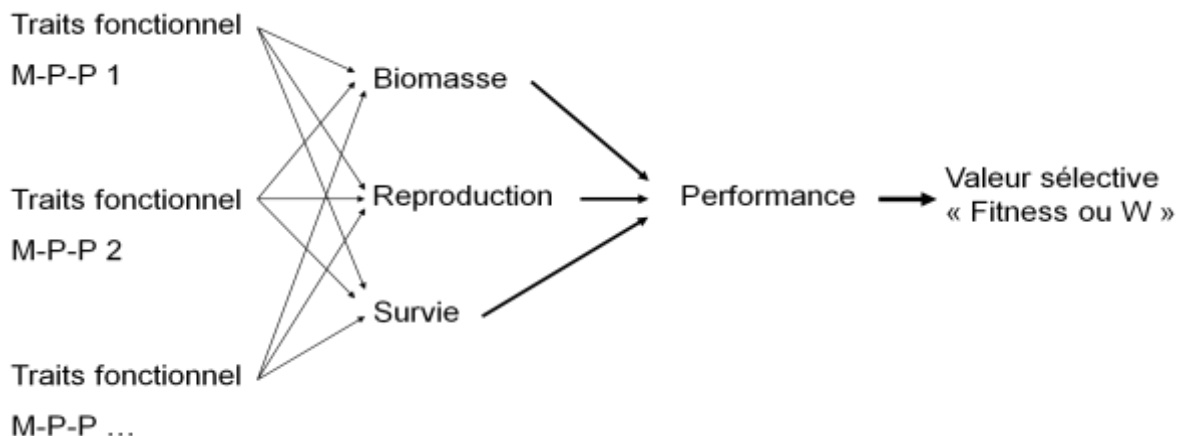 Traits fonctionnel
M-P-P 1
Biomasse
Traits fonctionnel
M-P-P 2
Reproduction
Performance
Valeur sélective
« Fitness ou W »
Survie
Traits fonctionnel
M-P-P ...